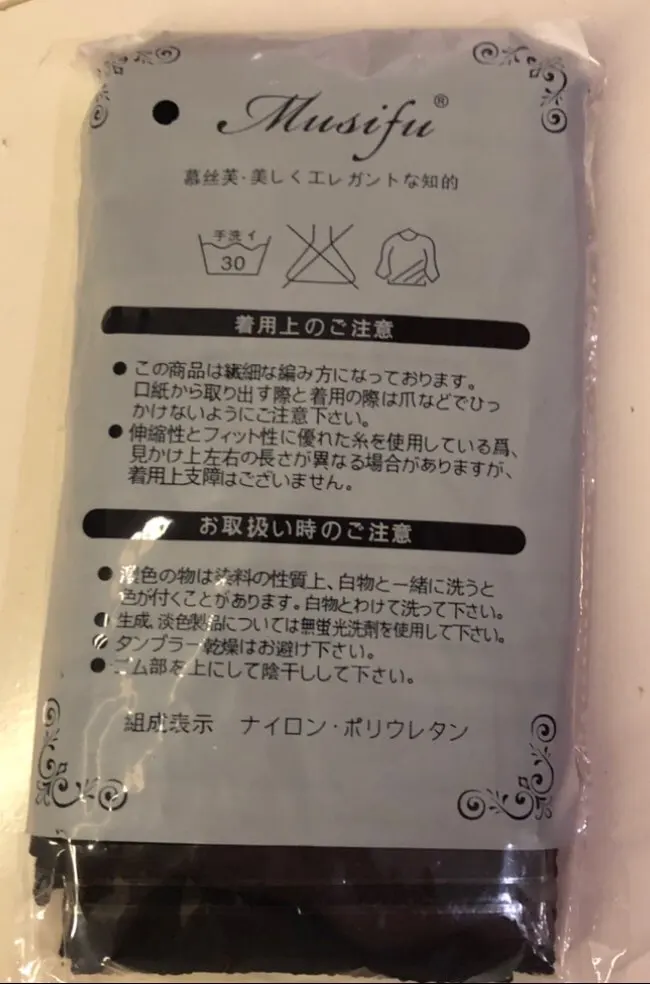 Musifu®
慕丝芙·美しくエレガントな知的
手洗イ
30
着用上のご注意
● この商品は繊細な編み方になっております。
口紙から取り出す際と着用の際は爪などでひっ
かけないようにご注意下さい。
● 伸縮性とフィット性に優れた糸を使用している爲、
見かけ上左右の長さが異なる場合がありますが、
着用上支障はございません。
お取扱い時のご注意
● 濃色の物は染料の性質上、白物と一緒に洗うと
色が付くことがあります。白物とわけて洗って下さい。
● 生成、淡色製品については無蛍光洗剤を使用して下さい。
● タンブラー乾燥はお避け下さい。
● ゴム部を上にして陰干しして下さい。
組成表示 ナイロン・ポリウレタン